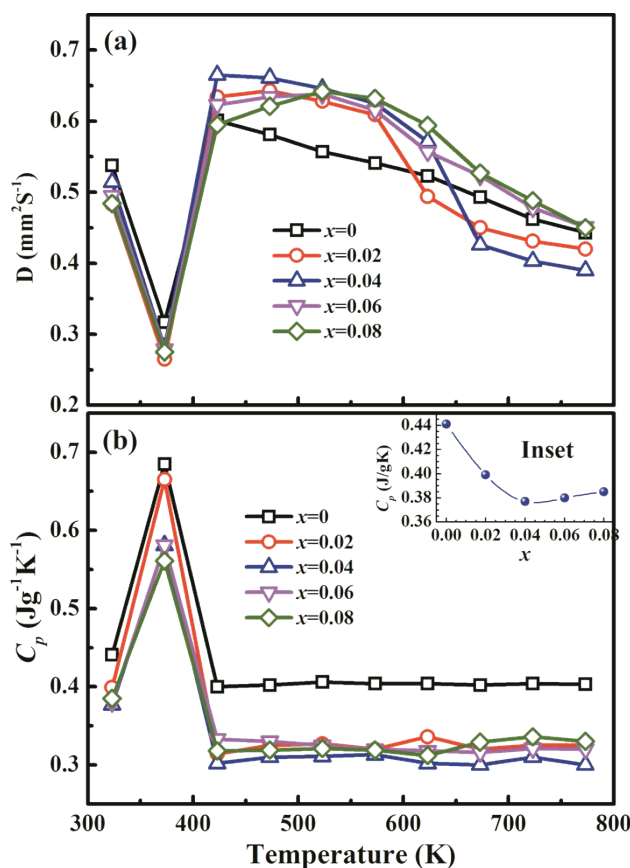 (a)
0.7
0.6
0.5
0.4
0.3
0.2
D (mm²S⁻¹)
x=0
x=0.02
x=0.04
x=0.06
x=0.08
(b)
0.7
0.6
0.5
0.4
0.3
C_p (Jg⁻¹K⁻¹)
x=0
x=0.02
x=0.04
x=0.06
x=0.08
Inset
0.44
0.42
0.40
0.38
0.36
C_p (J/gK)
0.00 0.02 0.04 0.06 0.08
x
300 400 500 600 700 800
Temperature (K)